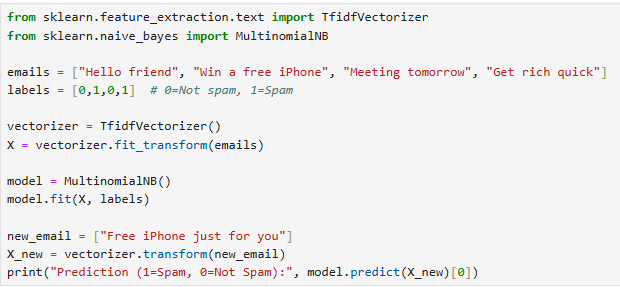 from sklearn.feature_extraction.text import TfidfVectorizer
from sklearn.naive_bayes import MultinomialNB
emails = ["Hello friend", "Win a free iPhone", "Meeting tomorrow", "Get rich quick"]
labels = [0,1,0,1]  # 0=Not spam, 1=Spam
vectorizer = TfidfVectorizer()
X = vectorizer.fit_transform(emails)
model = MultinomialNB()
model.fit(X, labels)
new_email = ["Free iPhone just for you"]
X_new = vectorizer.transform(new_email)
print("Prediction (1=Spam, 0=Not Spam):", model.predict(X_new)[0])